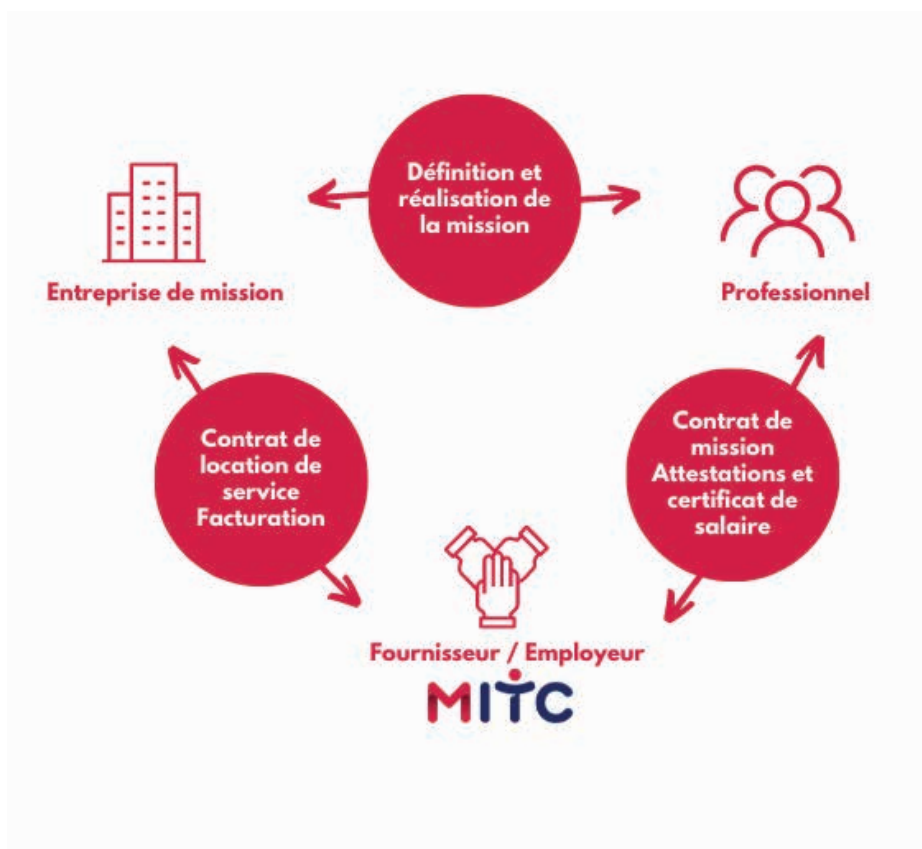 Définition et
réalisation de
la mission
Entreprise de mission
Professionnel
Contrat de
location de
service
Facturation
Contrat de
mission
Attestations et
certificat de
salaire
Fournisseur / Employeur
MITC